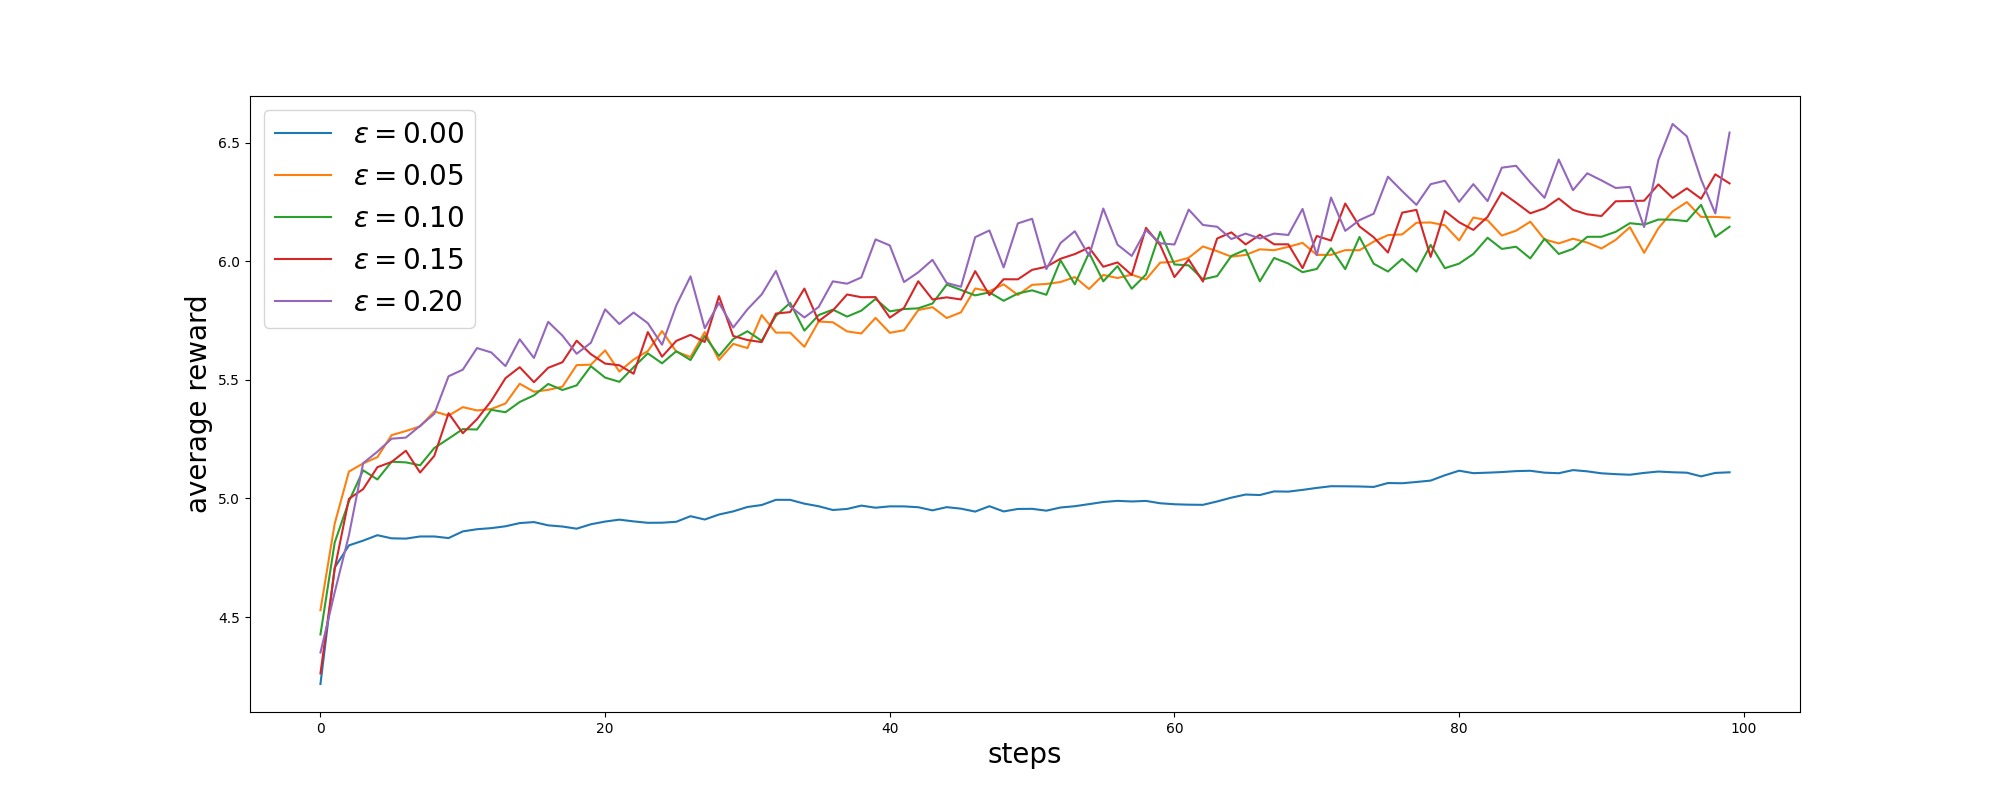 ε = 0.00
ε = 0.05
ε = 0.10
ε = 0.15
ε = 0.20
average reward
6.5
6.0
5.5
5.0
4.5
0 20 40 60 80 100
steps